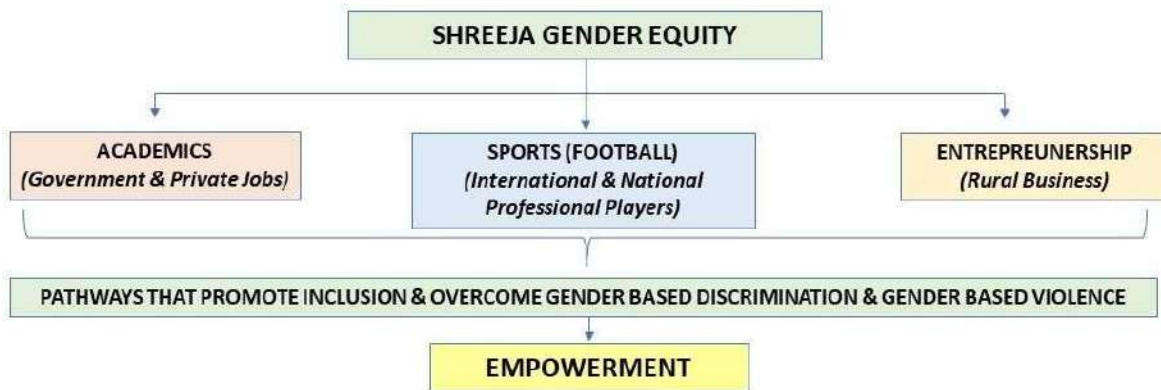 SHREEJA GENDER EQUITY
ACADEMICS
(Government & Private Jobs)
SPORTS (FOOTBALL)
(International & National
Professional Players)
ENTREPREUNERSHIP
(Rural Business)
PATHWAYS THAT PROMOTE INCLUSION & OVERCOME GENDER BASED DISCRIMINATION & GENDER BASED VIOLENCE
EMPOWERMENT